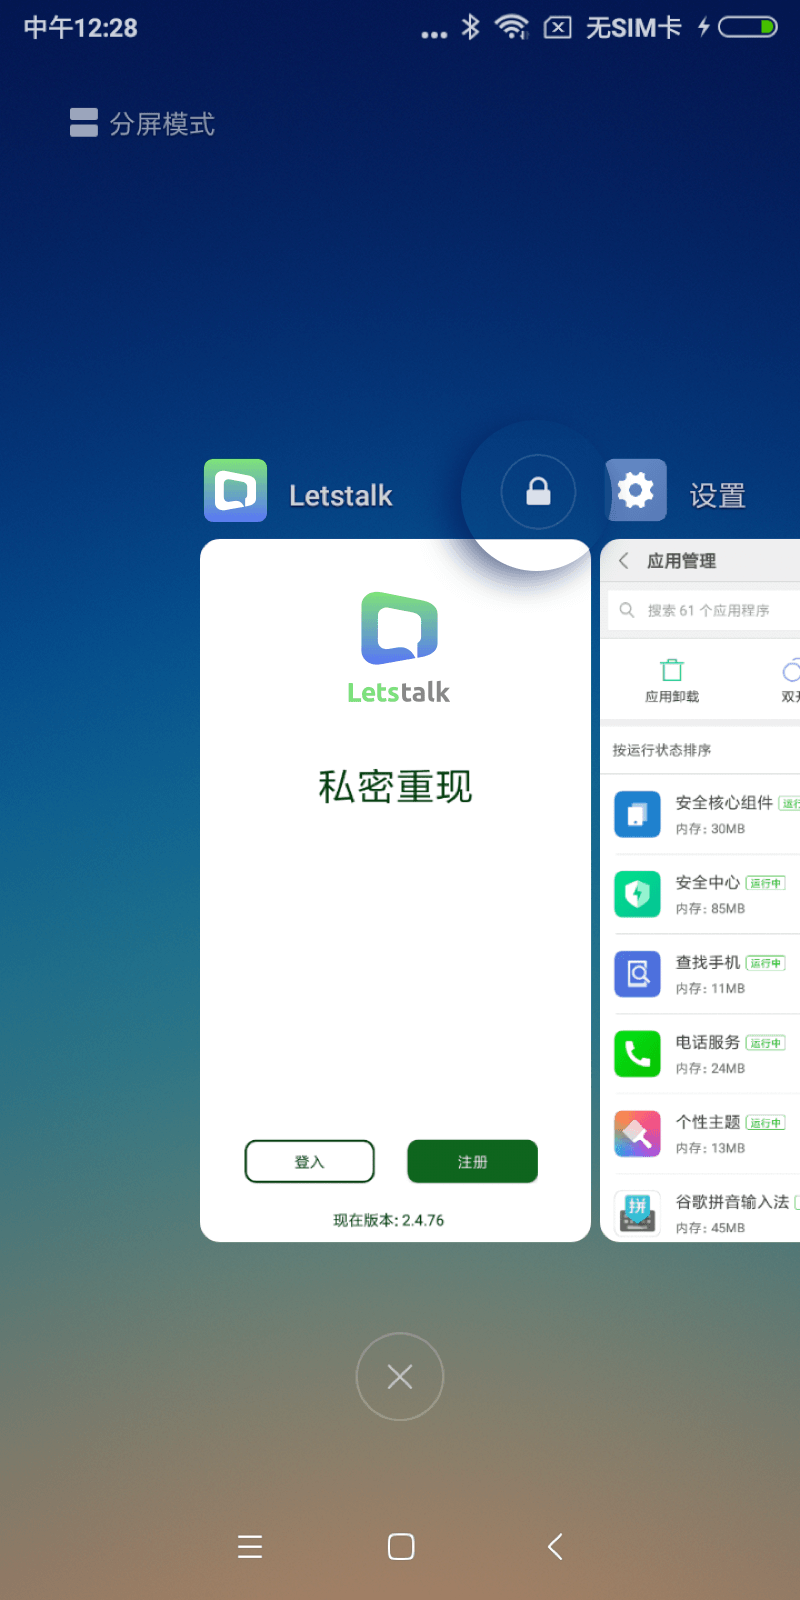 中午12:28
无SIM卡
分屏模式
Letstalk
设置
Letstalk
私密重现
登入
注册
现在版本: 2.4.76
应用管理
搜索 61 个应用程序
应用卸载
双开
按运行状态排序
安全核心组件 运行
内存: 30MB
安全中心 运行中
内存: 85MB
查找手机 运行中
内存: 11MB
电话服务 运行中
内存: 24MB
个性主题 运行中
内存: 13MB
拼
谷歌拼音输入法
内存: 45MB